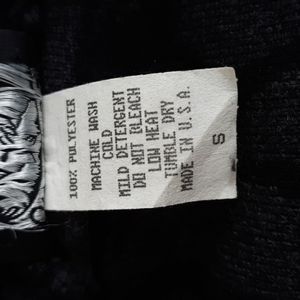 100% POLYESTER
MACHINE WASH
COLD
MILD DETERGENT
DO NOT BLEACH
LOW HEAT
TUMBLE DRY
MADE IN U.S.A.
S